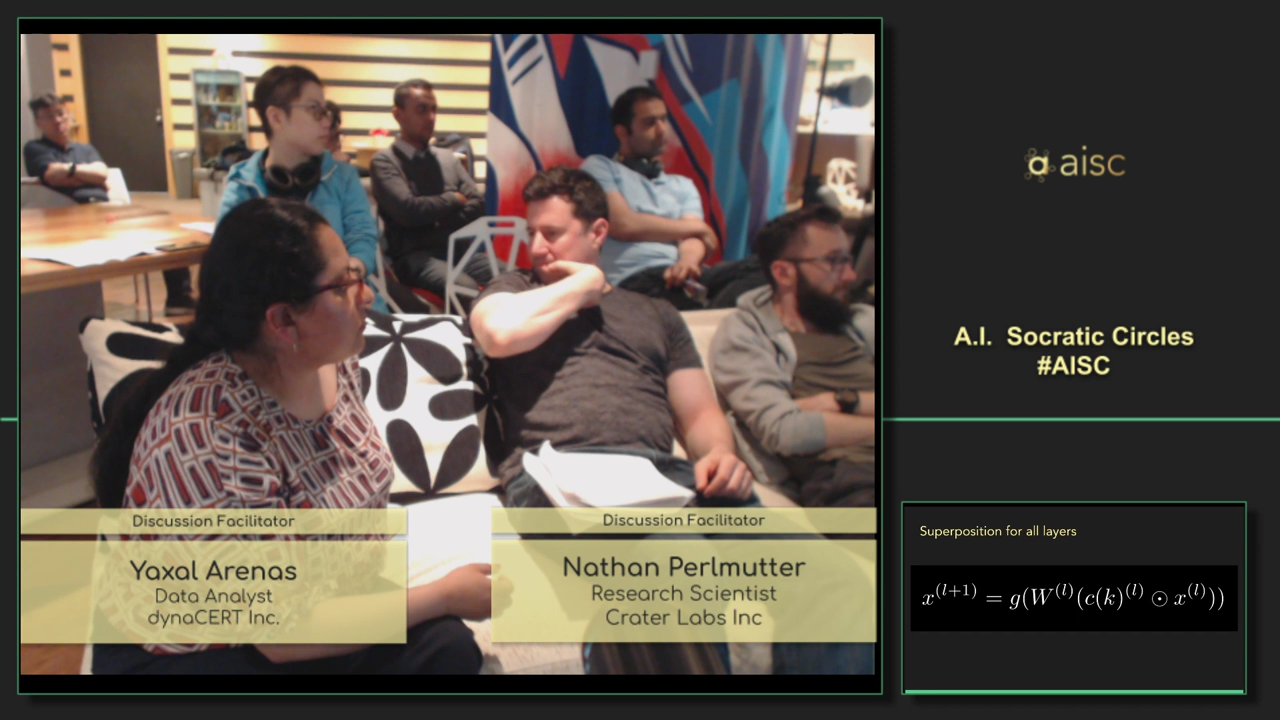 aisc
A.I. Socratic Circles
#AISC
Discussion Facilitator
Yaxal Arenas
Data Analyst
dynaCERT Inc.
Discussion Facilitator
Nathan Perlmutter
Research Scientist
Crater Labs Inc
Superposition for all layers
x^{(l+1)} = g(W^{(l)}(c(k)^{(l)} ⊙ x^{(l)}))